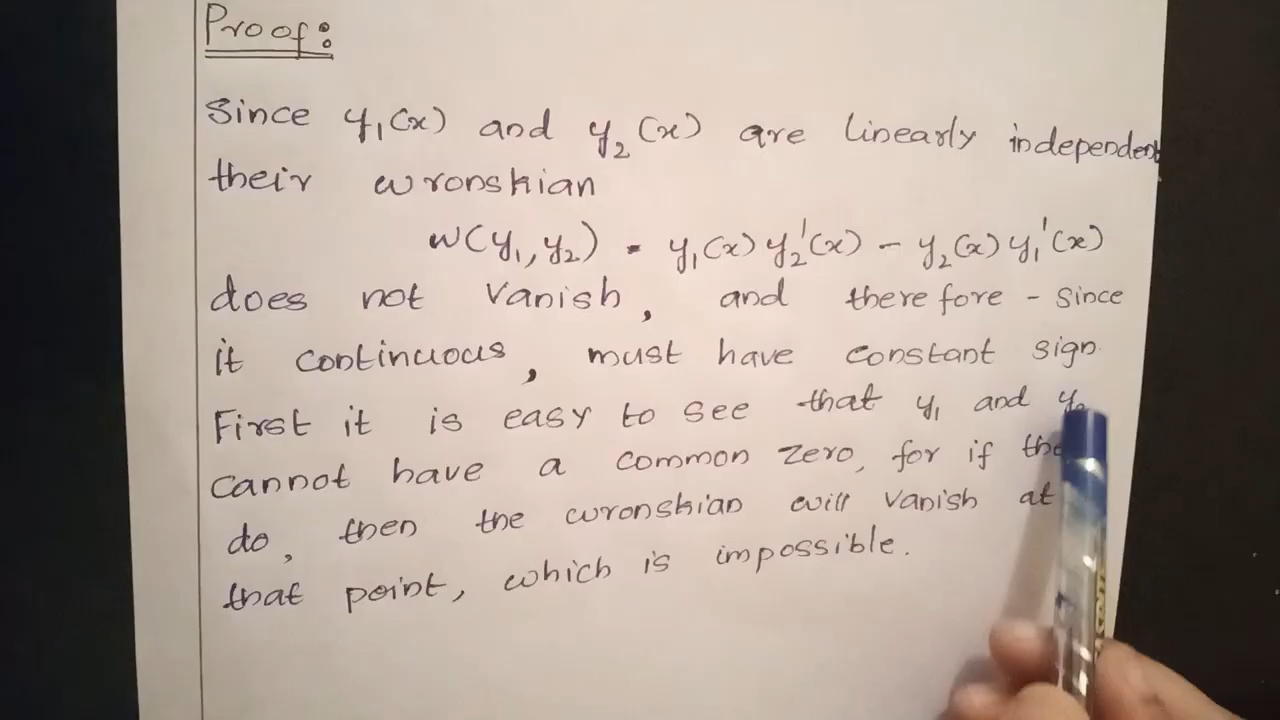 Proof:
Since y₁(x) and y₂(x) are linearly independent
their wronskian
W(y₁, y₂) = y₁(x) y₂'(x) - y₂(x) y₁'(x)
does not vanish, and therefore - since
it continuous, must have constant sign.
First it is easy to see that y₁ and y₂
cannot have a common zero, for if
do, then the wronskian will vanish at
that point, which is impossible.